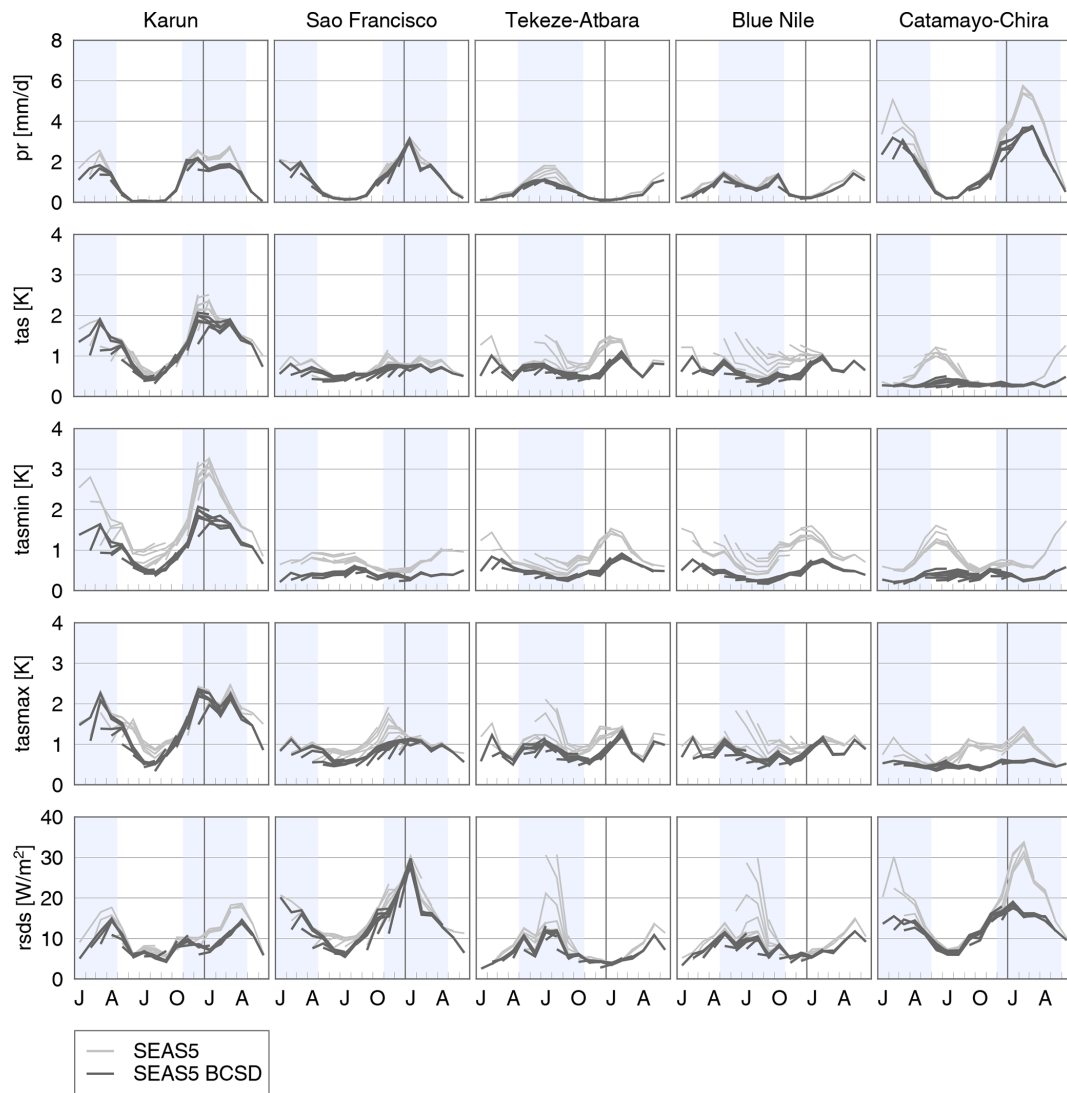 Karun Sao Francisco Tekeze-Atbara Blue Nile Catamayo-Chira
pr [mm/d]
8
6
4
2
0
tas [K]
4
3
2
1
0
tasmin [K]
4
3
2
1
0
tasmax [K]
4
3
2
1
0
rsds [W/m²]
40
30
20
10
0
J A J O J A J A J O J A J A J O J A J A J O J A J A J O J A
SEAS5
SEAS5 BCSD